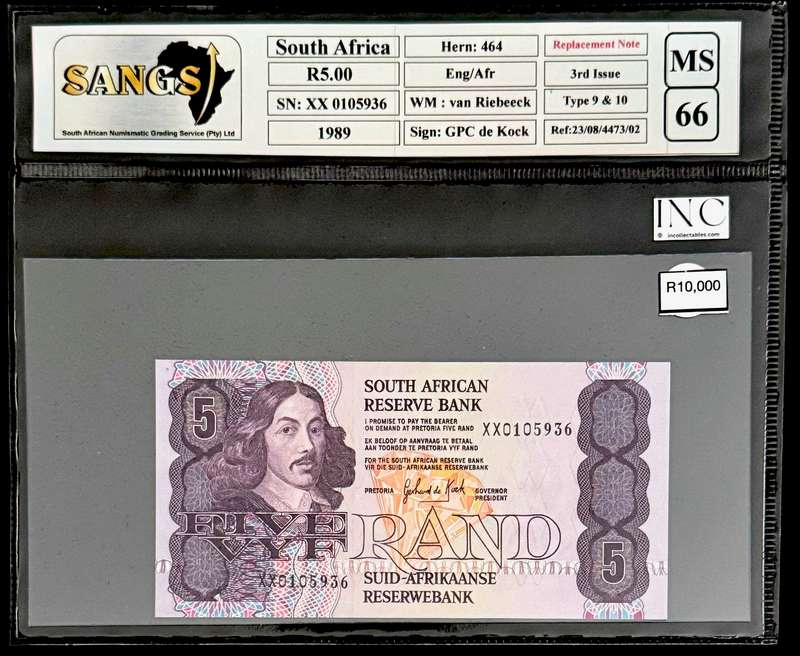 SANGS
South African Numismatic Grading Service (Pty) Ltd
South Africa
R5.00
SN: XX 0105936
1989
Hern: 464
Eng/Afr
WM : van Riebeeck
Sign: GPC de Kock
Replacement Note
3rd Issue
Type 9 & 10
Ref:23/08/4473/02
MS
66
INC
© incollectables.com
R10,000
5
SOUTH AFRICAN
RESERVE BANK
I PROMISE TO PAY THE BEARER
ON DEMAND AT PRETORIA FIVE RAND
XX0105936
EK BELOOF OP AANVRAAG TE BETAAL
AAN TOONDER TE PRETORIA VYF RAND
FOR THE SOUTH AFRICAN RESERVE BANK
VIR DIE SUID-AFRIKAANSE RESERWEBANK
PRETORIA Gerhard de Kock GOVERNOR
PRESIDENT
FIVE
VYF RAND
5
XX0105936
SUID-AFRIKAANSE
RESERWEBANK